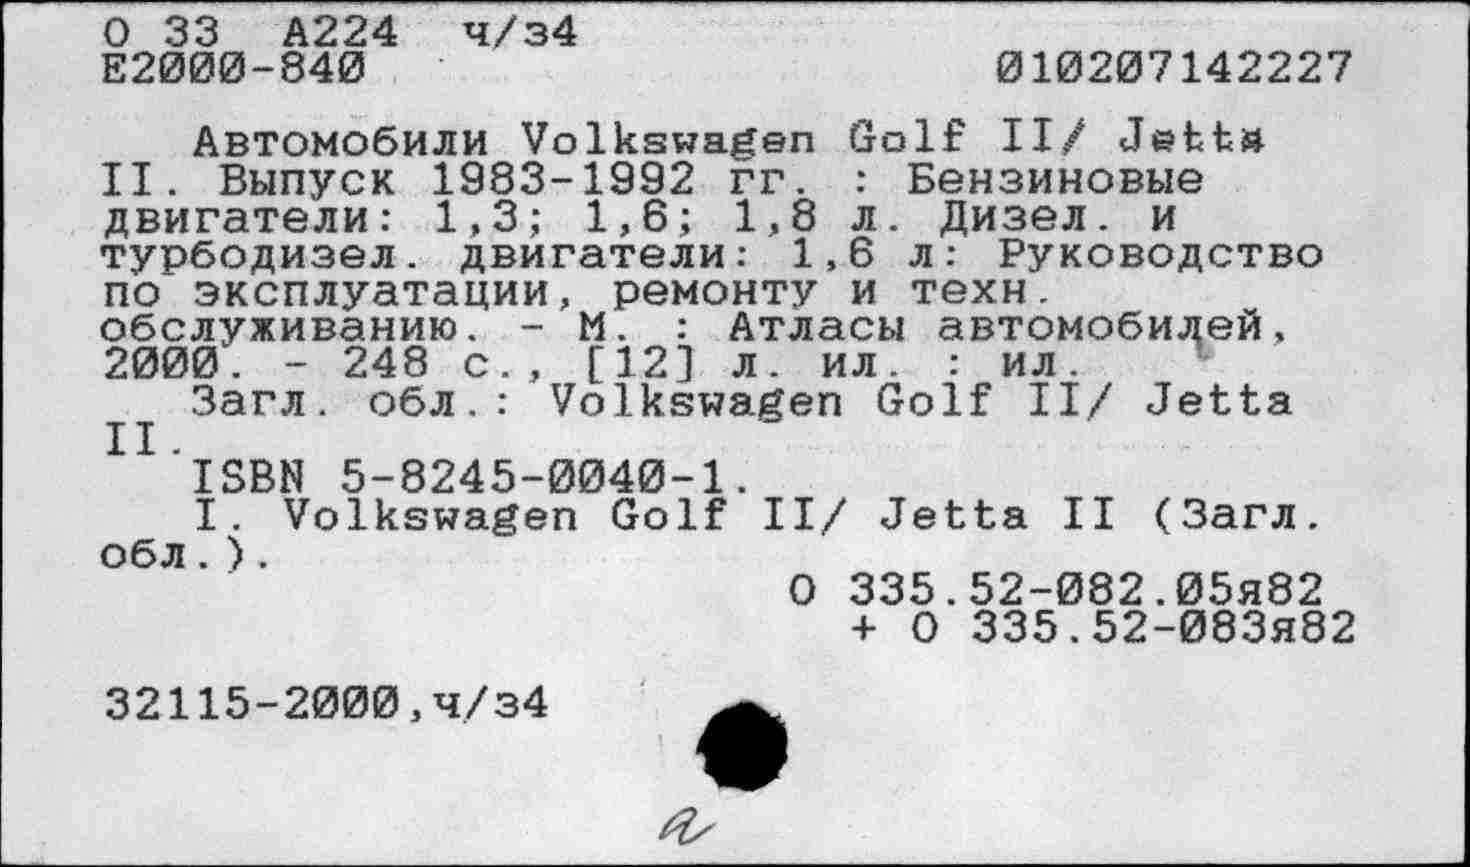 О 33 А224 ч/з4
Е2000-840 010207142227
Автомобили Volkswagen Golf II/ Jetta
II. Выпуск 1983-1992 гг. : Бензиновые
двигатели: 1,3; 1,6; 1,8 л. Дизел. и
турбодизел. двигатели: 1,6 л: Руководство
по эксплуатации, ремонту и техн.
обслуживанию. - М. : Атласы автомобилей,
2000. - 248 с., [12] л. ил. : ил.
Загл. обл.: Volkswagen Golf II/ Jetta
II.
ISBN 5-8245-0040-1.
I. Volkswagen Golf II/ Jetta II (Загл.
обл.).
О 335.52-082.05я82
+ О 335.52-083я82
32115-2000,ч/з4